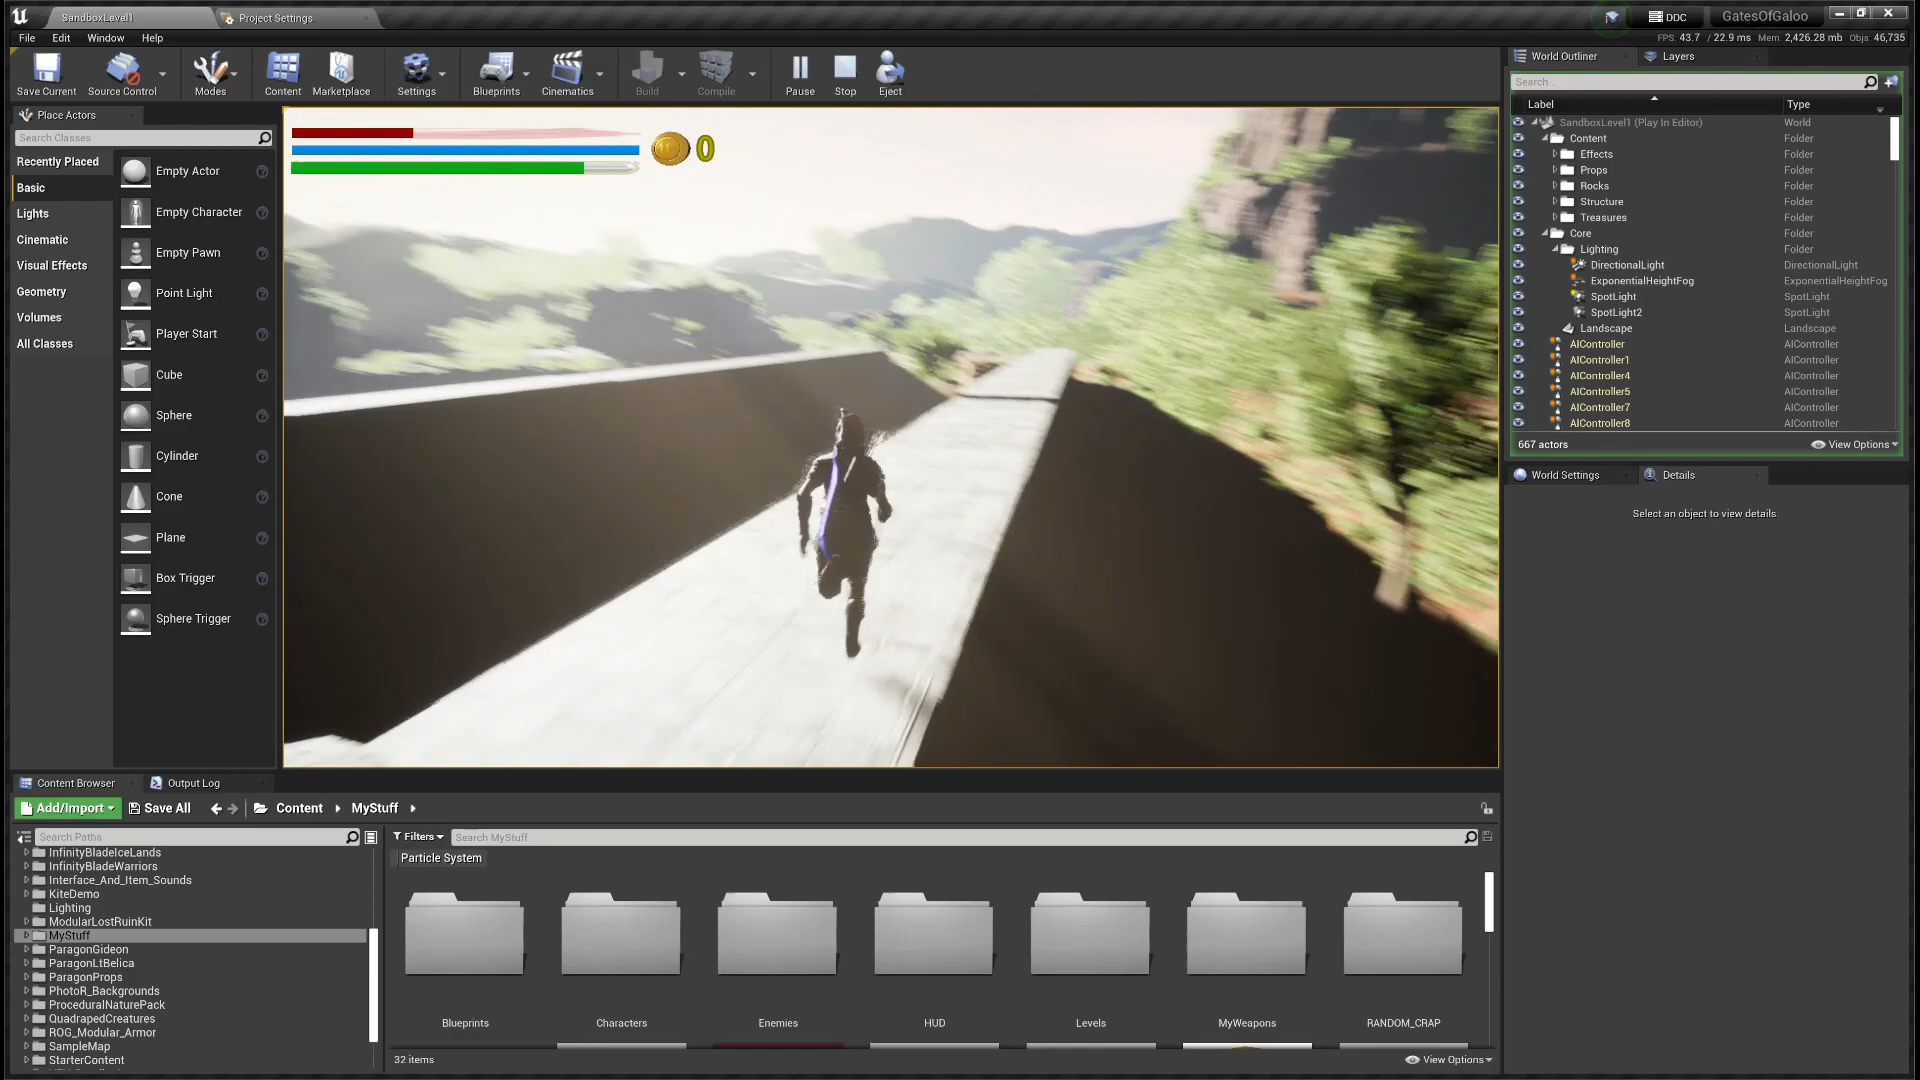 SandboxLevel1
Project Settings
DDC
GatesOfGaloo
File Edit Window Help
FPS: 43.7 / 22.9 ms Mem: 2,426.28 mb Objs: 46,735
Save Current
Source Control
Modes
Content
Marketplace
Settings
Blueprints
Cinematics
Build
Compile
Pause
Stop
Eject
Place Actors
Search Classes
Recently Placed
Basic
Lights
Cinematic
Visual Effects
Geometry
Volumes
All Classes
Empty Actor
Empty Character
Empty Pawn
Point Light
Player Start
Cube
Sphere
Cylinder
Cone
Plane
Box Trigger
Sphere Trigger
0
World Outliner
Layers
Search...
Label Type
SandboxLevel1 (Play In Editor) World
Content Folder
Effects Folder
Props Folder
Rocks Folder
Structure Folder
Treasures Folder
Core Folder
Lighting Folder
DirectionalLight DirectionalLight
ExponentialHeightFog ExponentialHeightFog
SpotLight SpotLight
SpotLight2 SpotLight
Landscape Landscape
AIController AIController
AIController1 AIController
AIController4 AIController
AIController5 AIController
AIController7 AIController
AIController8 AIController
667 actors
View Options
World Settings
Details
Select an object to view details.
Content Browser
Output Log
Add/Import
Save All
Content
MyStuff
Search Paths
InfinityBladeIceLands
InfinityBladeWarriors
Interface_And_Item_Sounds
KiteDemo
Lighting
ModularLostRuinKit
MyStuff
ParagonGideon
ParagonLtBelica
ParagonProps
PhotoR_Backgrounds
ProceduralNaturePack
QuadrapedCreatures
ROG_Modular_Armor
SampleMap
StarterContent
Filters
Search MyStuff
Particle System
Blueprints
Characters
Enemies
HUD
Levels
MyWeapons
RANDOM_CRAP
32 items
View Options